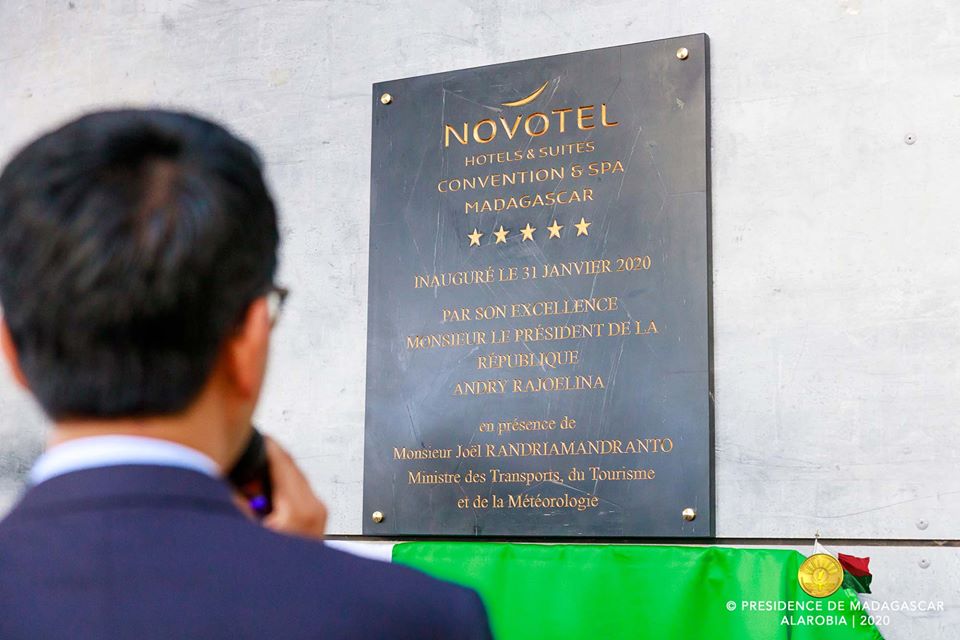 NOVOTEL
HOTELS & SUITES
CONVENTION & SPA
MADAGASCAR
INAUGURÉ LE 31 JANVIER 2020
PAR SON EXCELLENCE
MONSIEUR LE PRÉSIDENT DE LA
RÉPUBLIQUE
ANDRY RAJOELINA
en présence de
Monsieur Joël RANDRIAMANDRANTO
Ministre des Transports, du Tourisme
et de la Météorologie
© PRESIDENCE DE MADAGASCAR
ALAROBIA | 2020